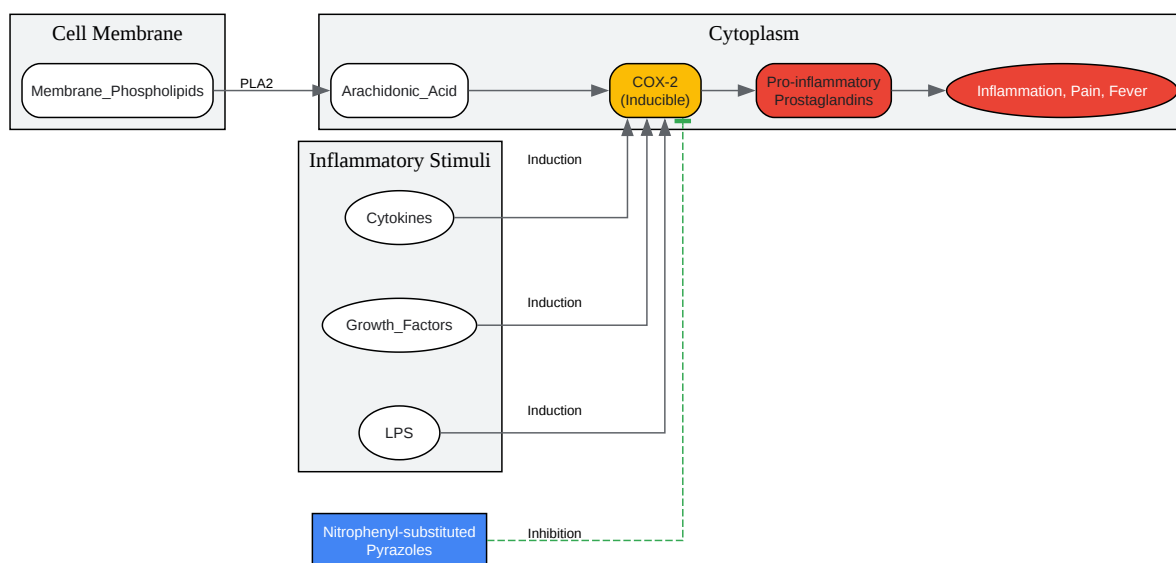 Cell Membrane
Cytoplasm
Membrane_Phospholipids
PLA2
Arachidonic_Acid
COX-2
(Inducible)
Pro-inflammatory
Prostaglandins
Inflammation, Pain, Fever
Inflammatory Stimuli
Induction
Cytokines
Induction
Growth_Factors
Induction
LPS
Nitrophenyl-substituted
Pyrazoles
Inhibition